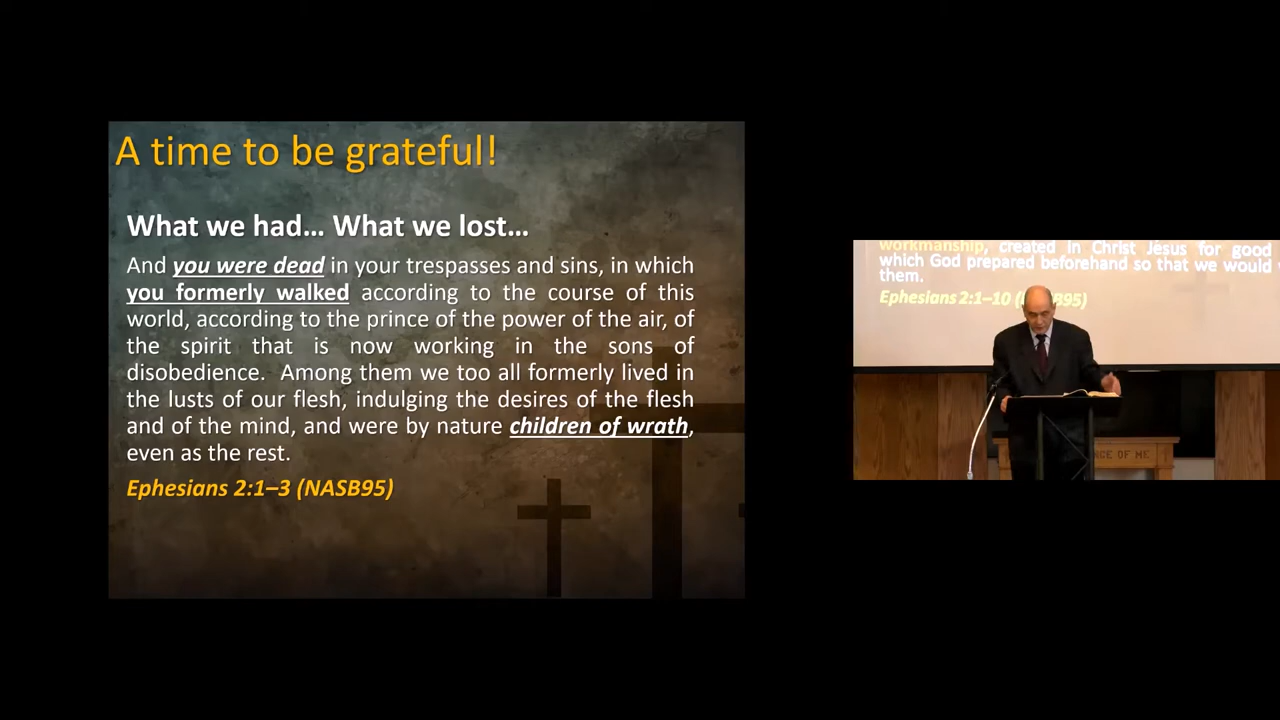 A time to be grateful!
What we had… What we lost…
And you were dead in your trespasses and sins, in which
you formerly walked according to the course of this
world, according to the prince of the power of the air, of
the spirit that is now working in the sons of
disobedience.  Among them we too all formerly lived in
the lusts of our flesh, indulging the desires of the flesh
and of the mind, and were by nature children of wrath,
even as the rest.
Ephesians 2:1–3 (NASB95)
workmanship, created in Christ Jesus for good
which God prepared beforehand so that we would
them.
Ephesians 2:1–10 B95)
NCE OF ME